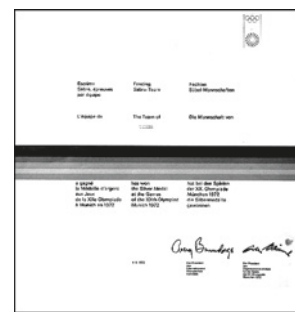 Escrime Fencing Fechten
Sabre, épreuves Sabre Team Säbel Mannschaften
par équipe
L'équipe de The Team of Die Mannschaft von
a gagné has won hat bei den Spielen
la Médaille d'argent the Silver Medal der XX. Olympiade
aux Jeux at the Games München 1972
de la XXe Olympiade of the XXth Olympiad die Silbermedaille
à Munich en 1972 Munich 1972 gewonnen
Avery Brundage